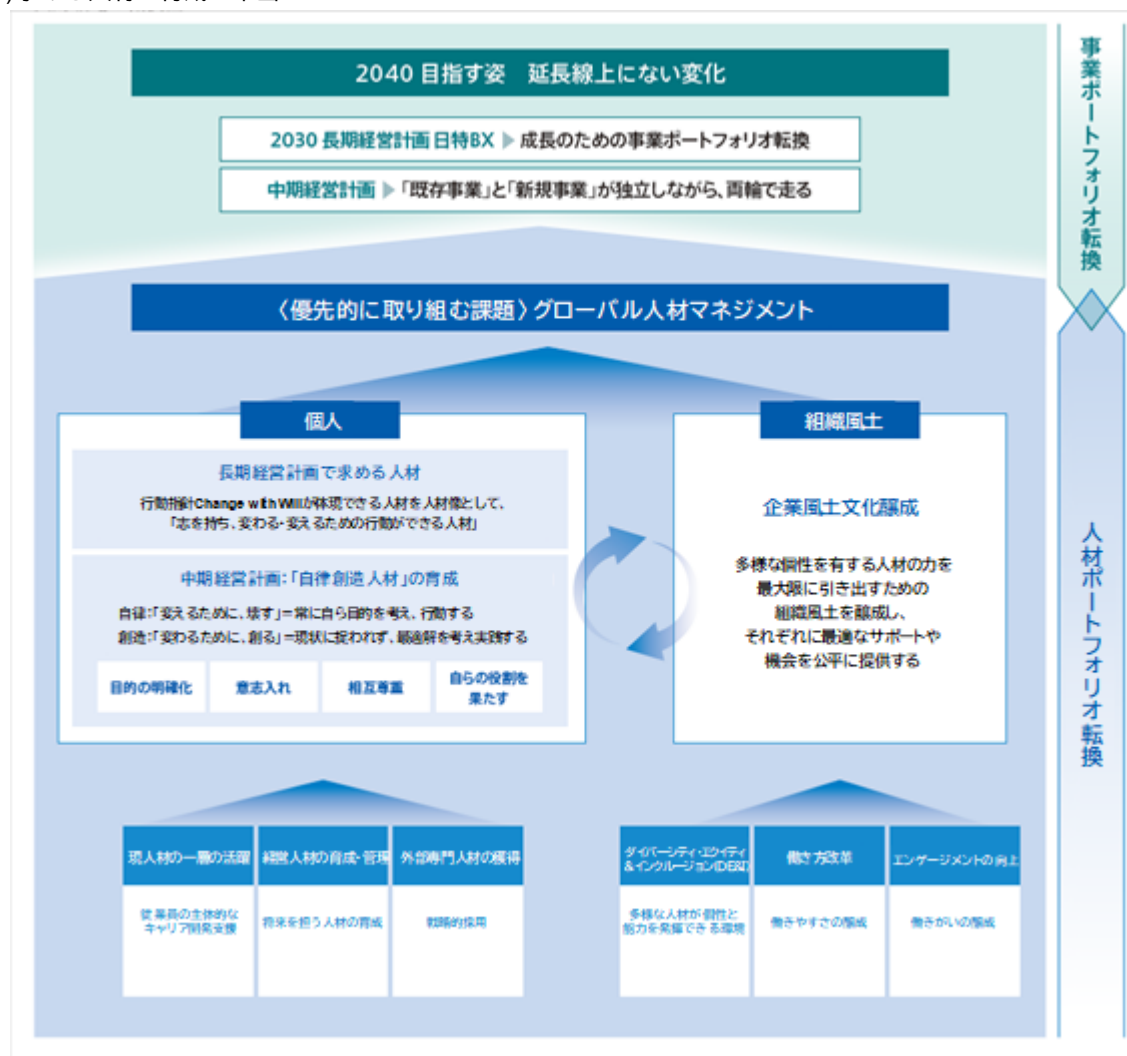 2040 目指す姿 延長線上にない変化
2030 長期経営計画 日特BX ▶ 成長のための事業ポートフォリオ転換
中期経営計画 ▶「既存事業」と「新規事業」が独立しながら、両輪で走る
事業ポートフォリオ転換
〈優先的に取り組む課題〉グローバル人材マネジメント
個人
長期経営計画で求める人材
行動指針Change with Willが体現できる人材を人材像として、
「志を持ち、変わる・変えるための行動ができる人材」
中期経営計画:「自律創造人材」の育成
自律:「変えるために、壊す」=常に自ら目的を考え、行動する
創造:「変わるために、創る」=現状に捉われず、最適解を考え実践する
目的の明確化
意志入れ
相互尊重
自らの役割を
果たす
組織風土
企業風土文化醸成
多様な個性を有する人材の力を
最大限に引き出すための
組織風土を醸成し、
それぞれに最適なサポートや
機会を公平に提供する
人材ポートフォリオ転換
現人材の一層の活躍
従業員の主体的な
キャリア開発支援
経営人材の育成・管理
将来を担う人材の育成
外部専門人材の獲得
戦略的採用
ダイバーシティ・エクイティ
&インクルージョン(DE&I)
多様な人材が個性と
能力を発揮できる環境
働き方改革
働きやすさの醸成
エンゲージメントの向上
働きがいの醸成